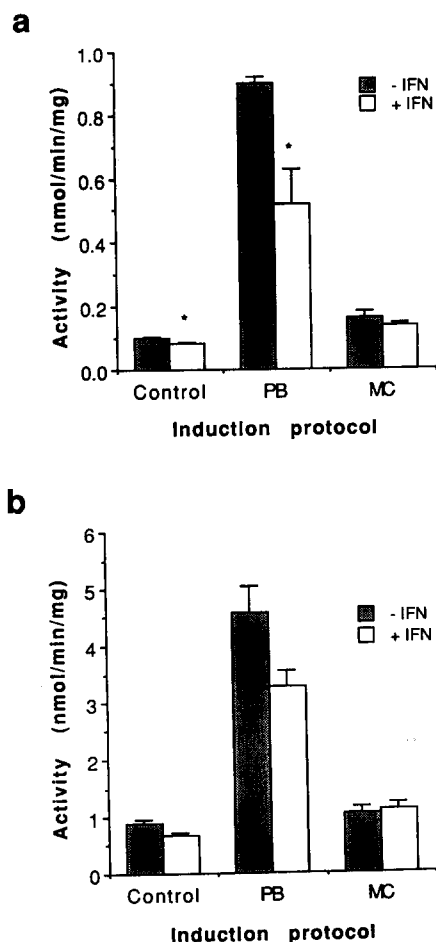 a
Activity (nmol/min/mg)
1.0
0.8
0.6
0.4
0.2
0.0
- IFN
+ IFN
*
*
Control PB MC
Induction protocol
b
Activity (nmol/min/mg)
6
5
4
3
2
1
0
- IFN
+ IFN
Control PB MC
Induction protocol